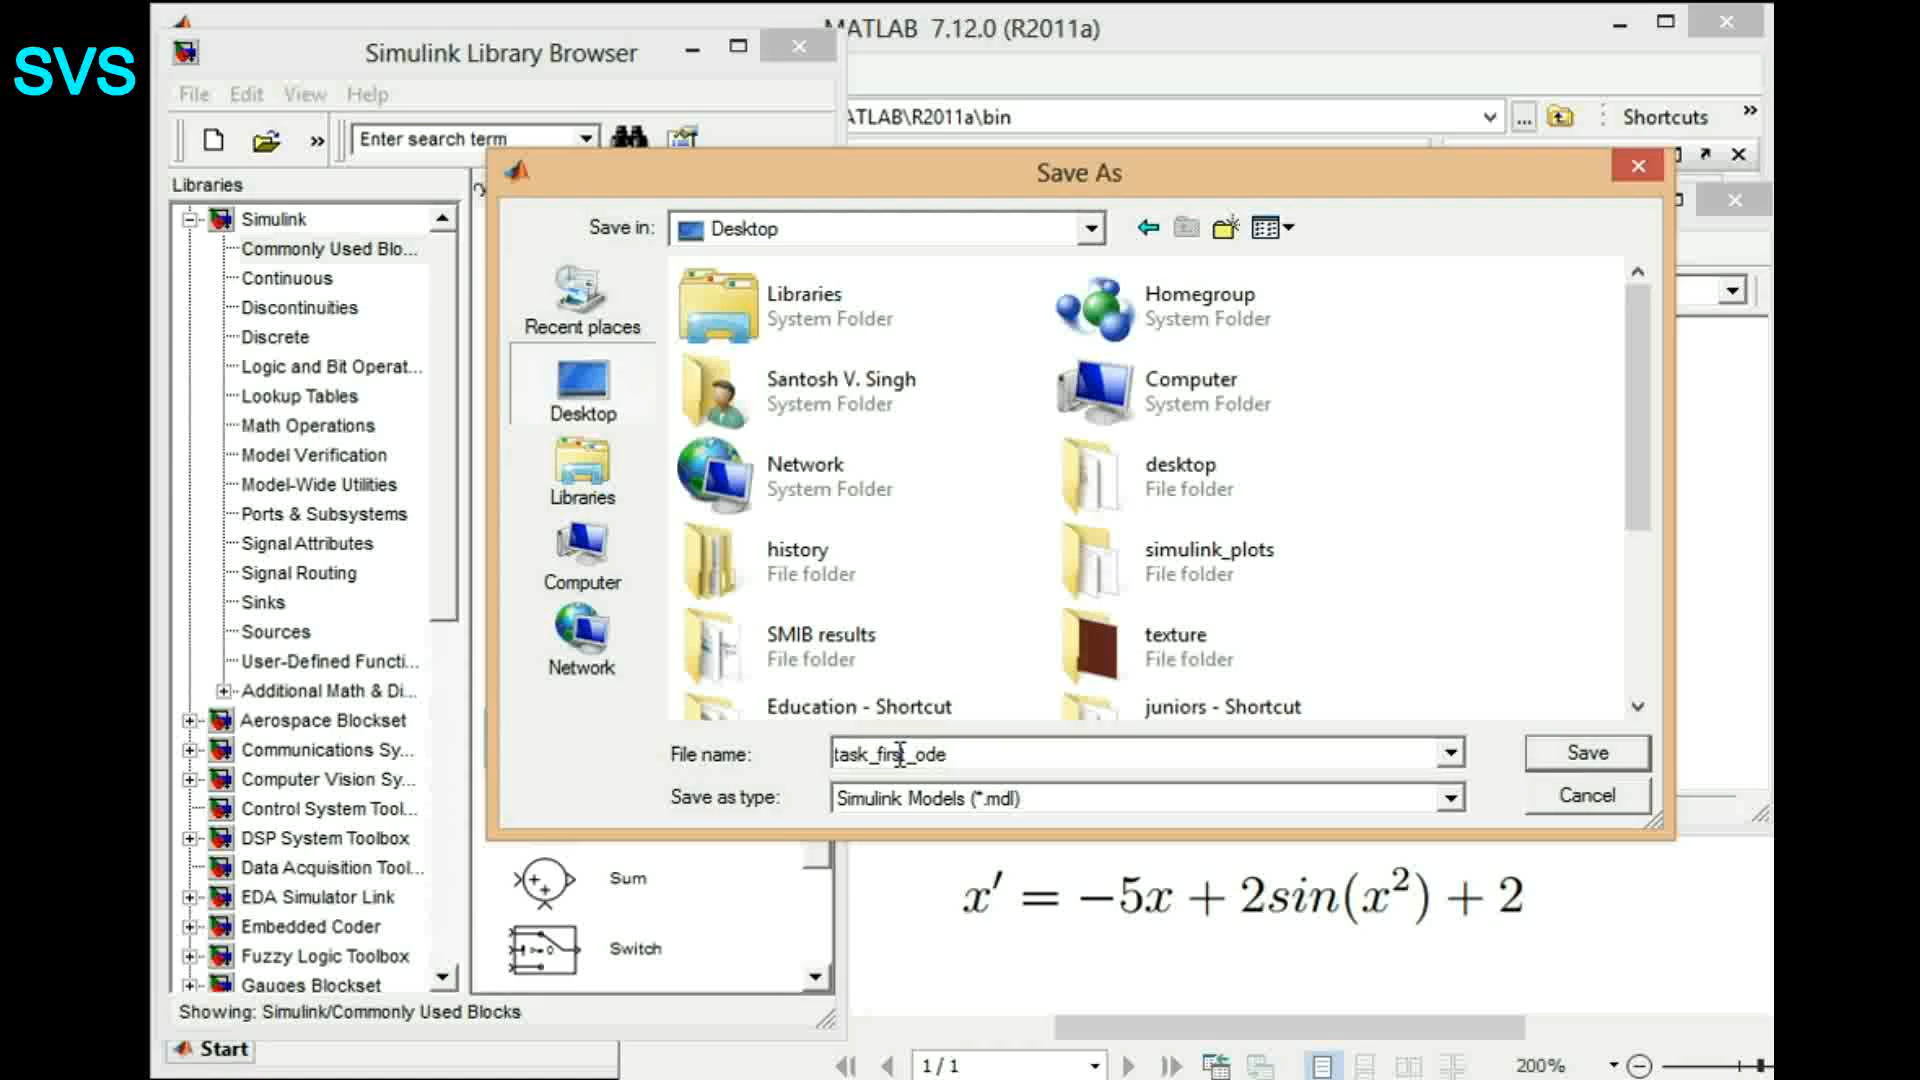 SVS
MATLAB 7.12.0 (R2011a)
Simulink Library Browser
File Edit View Help
Enter search term
ATLAB\R2011a\bin
...
Shortcuts
»
Libraries
Simulink
Commonly Used Blo...
Continuous
Discontinuities
Discrete
Logic and Bit Operat...
Lookup Tables
Math Operations
Model Verification
Model-Wide Utilities
Ports & Subsystems
Signal Attributes
Signal Routing
Sinks
Sources
User-Defined Functi...
Additional Math & Di...
Aerospace Blockset
Communications Sy...
Computer Vision Sy...
Control System Tool...
DSP System Toolbox
Data Acquisition Tool...
EDA Simulator Link
Embedded Coder
Fuzzy Logic Toolbox
Gauges Blockset
Showing: Simulink/Commonly Used Blocks
Start
Save As
Save in: Desktop
Recent places
Desktop
Libraries
Computer
Network
Libraries
System Folder
Homegroup
System Folder
Santosh V. Singh
System Folder
Computer
System Folder
Network
System Folder
desktop
File folder
history
File folder
simulink_plots
File folder
SMIB results
File folder
texture
File folder
Education - Shortcut
juniors - Shortcut
File name: task_first_ode
Save
Save as type: Simulink Models (*.mdl)
Cancel
Sum
Switch
x′ = −5x + 2sin(x²) + 2
1 / 1
200%